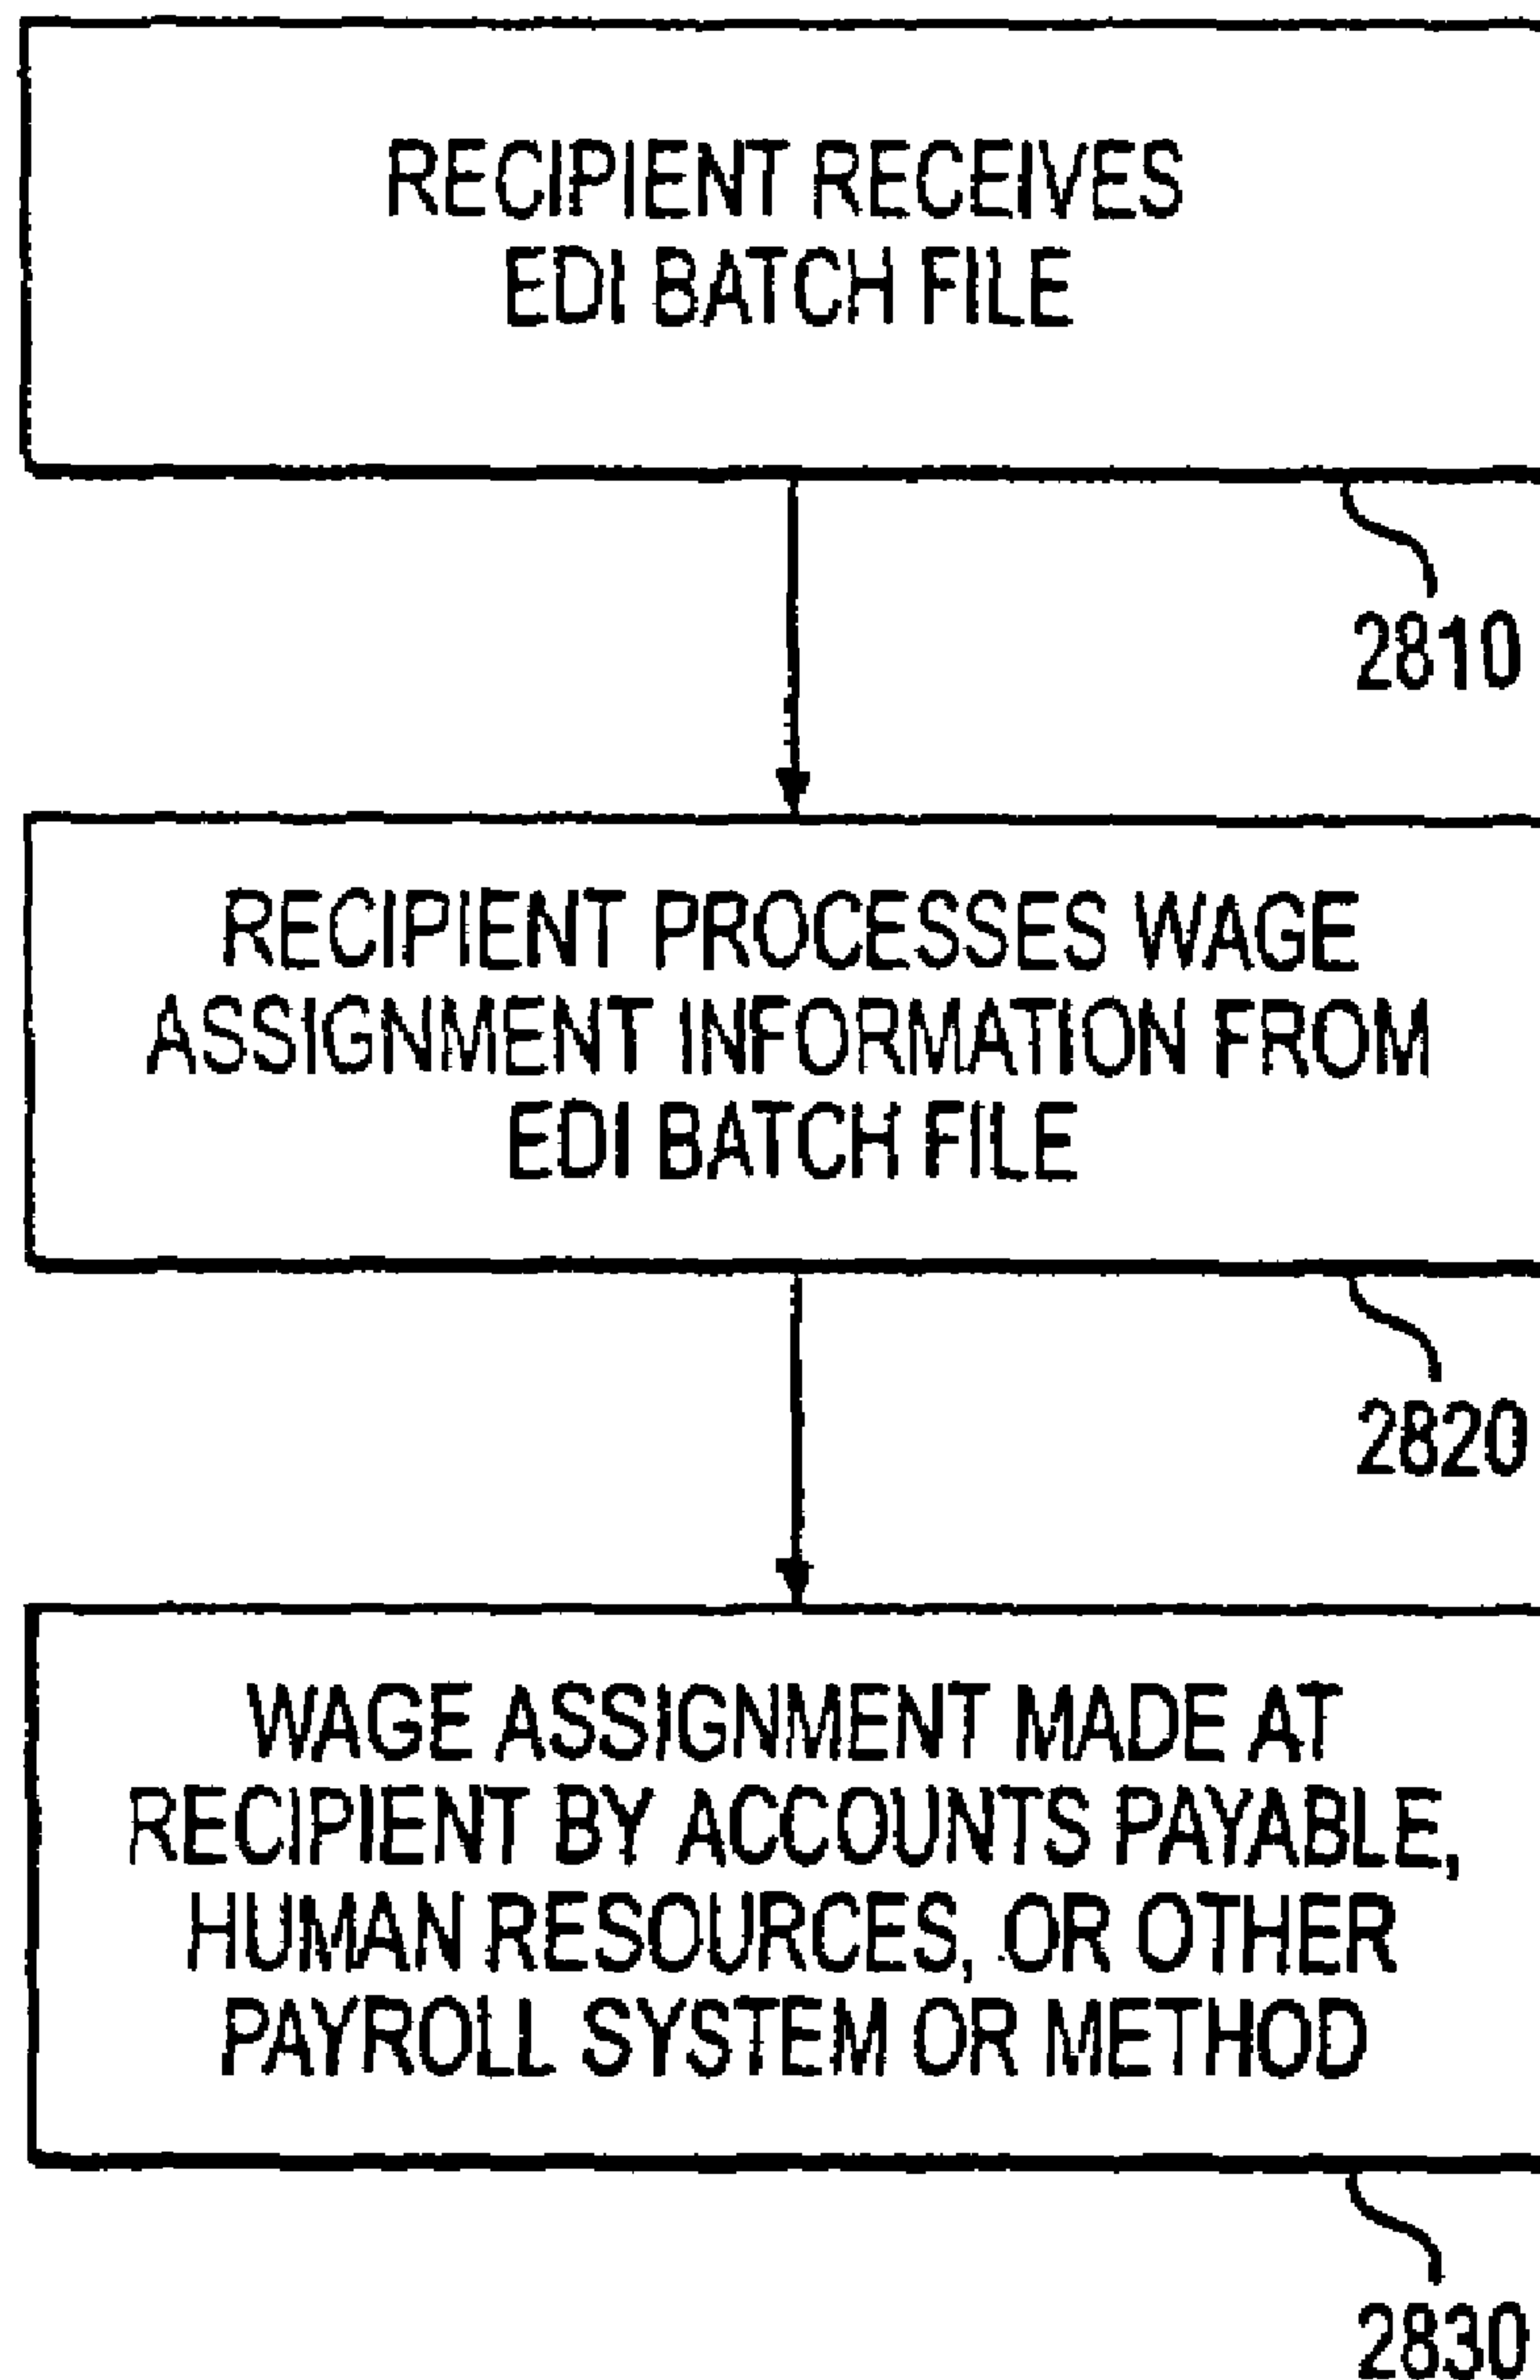 RECIPIENT RECEIVES
EDI BATCH FILE
2810
RECIPIENT PROCESSES WAGE
ASSIGNMENT INFORMATION FROM
EDI BATCH FILE
2820
WAGE ASSIGNMENT MADE AT
RECIPIENT BY ACCOUNTS PAYABLE,
HUMAN RESOURCES, OR OTHER
PAYROLL SYSTEM OR METHOD
2830